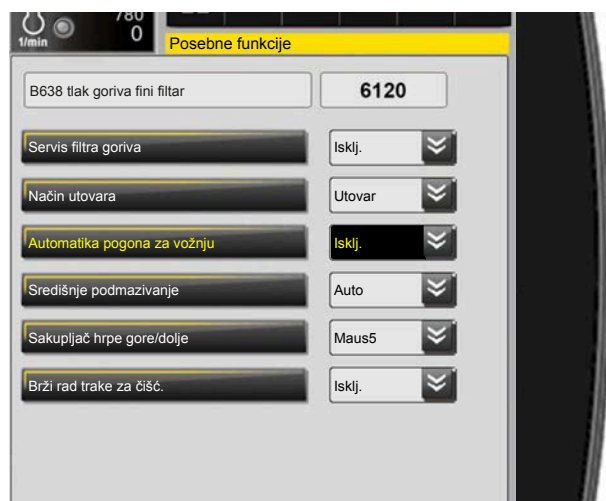 780
1/min 0
Posebne funkcije
B638 tlak goriva fini filtar 6120
Servis filtra goriva Isklj.
Način utovara Utovar
Automatika pogona za vožnju Isklj.
Središnje podmazivanje Auto
Sakupljač hrpe gore/dolje Maus5
Brži rad trake za čišć. Isklj.